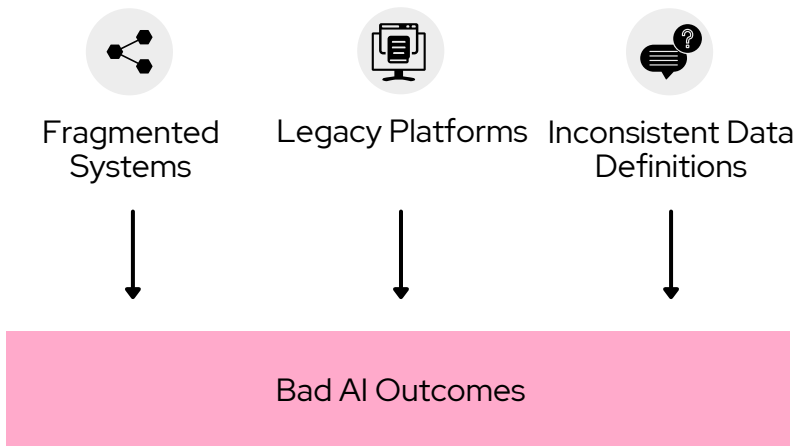 ?
Fragmented
Systems
Legacy Platforms
Inconsistent Data
Definitions
Bad AI Outcomes